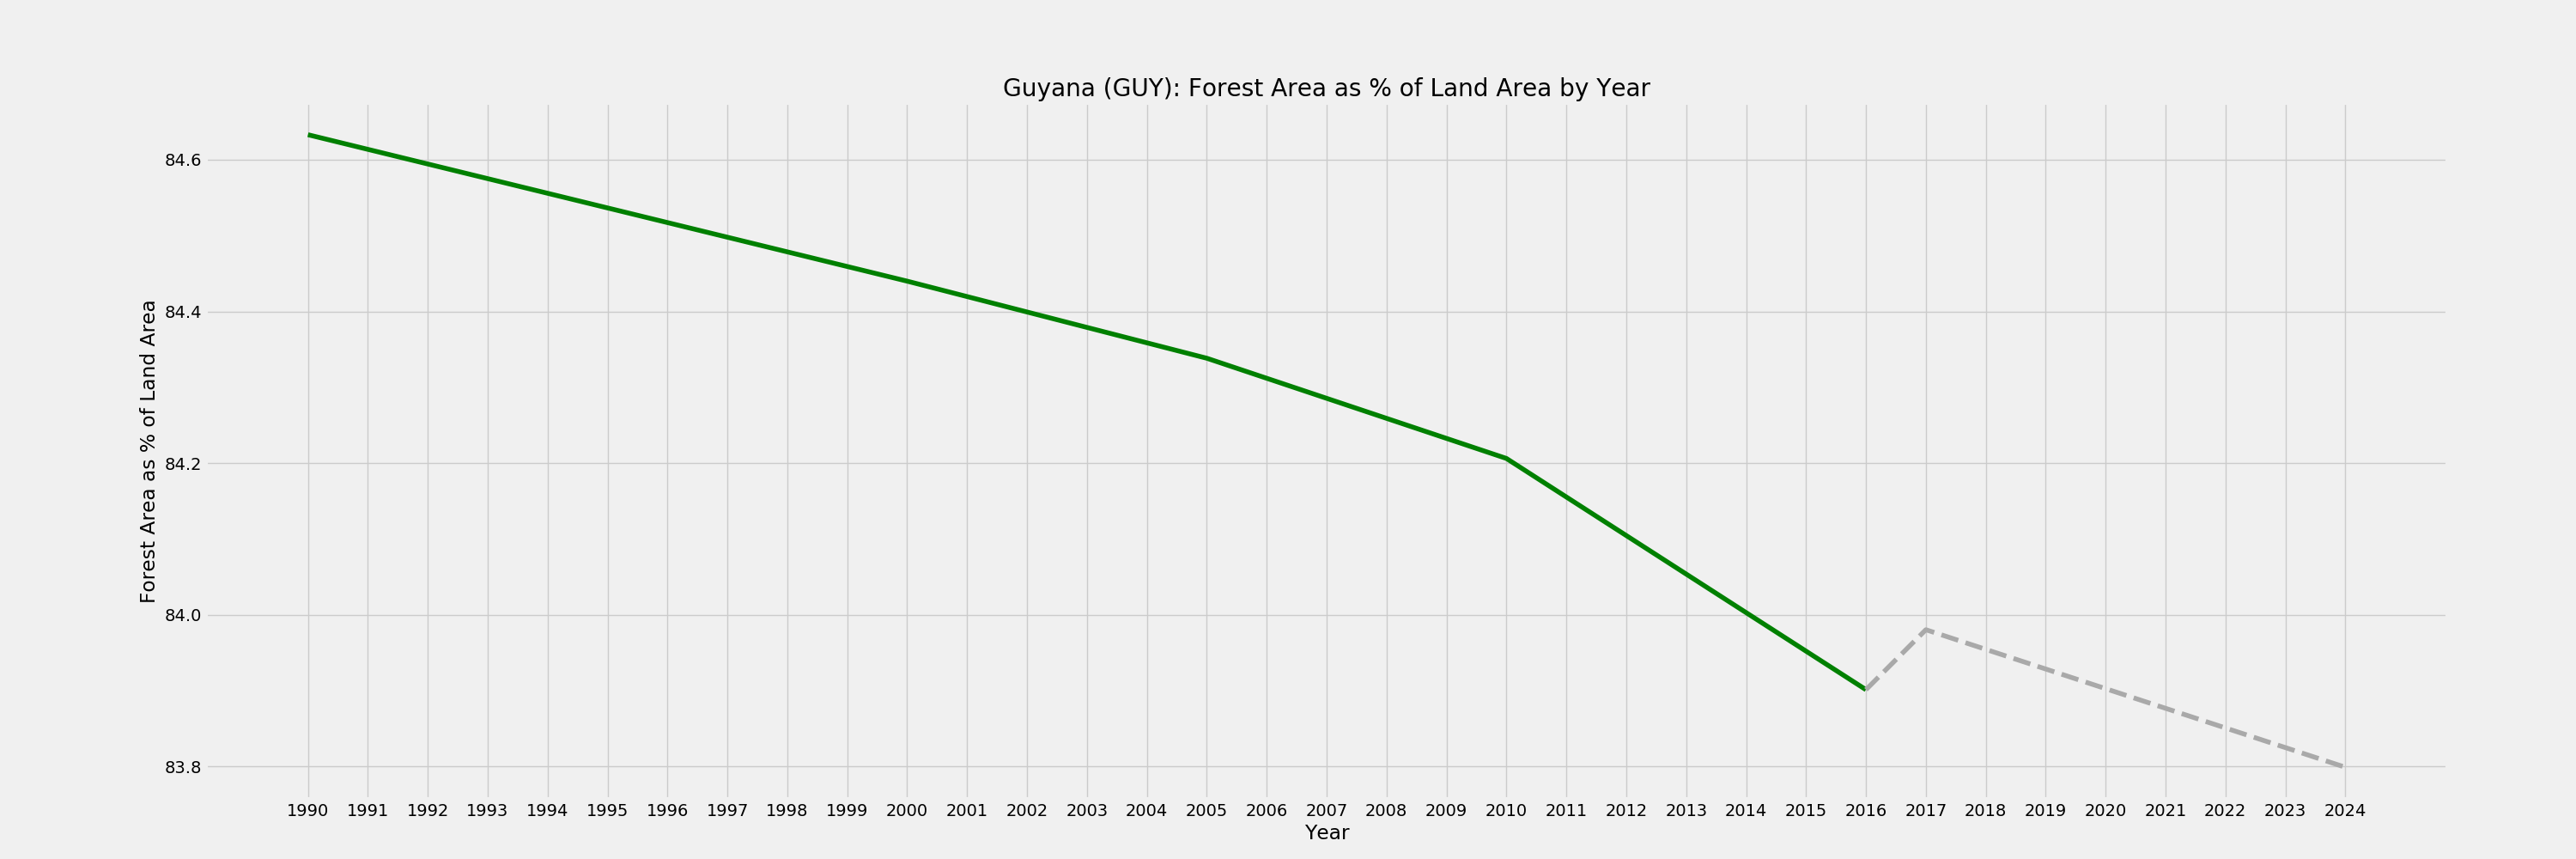 Guyana (GUY): Forest Area as % of Land Area by Year
Forest Area as % of Land Area
84.6
84.4
84.2
84.0
83.8
1990 1991 1992 1993 1994 1995 1996 1997 1998 1999 2000 2001 2002 2003 2004 2005 2006 2007 2008 2009 2010 2011 2012 2013 2014 2015 2016 2017 2018 2019 2020 2021 2022 2023 2024
Year